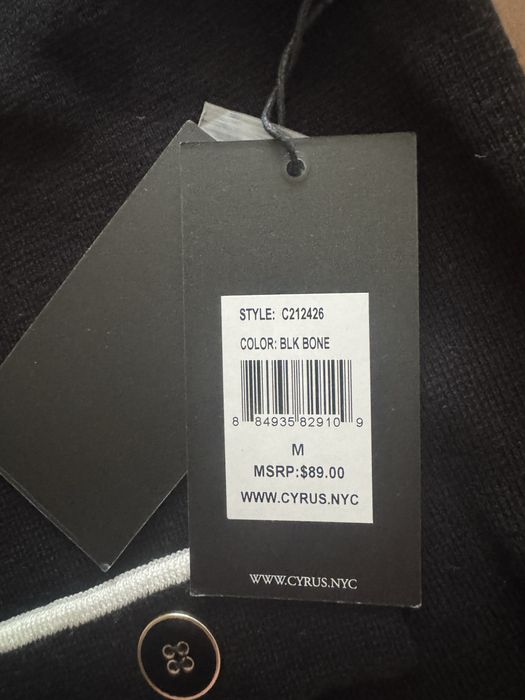 STYLE: C212426
COLOR: BLK BONE
8 84935 82910 9
M
MSRP:$89.00
WWW.CYRUS.NYC
WWW.CYRUS.NYC